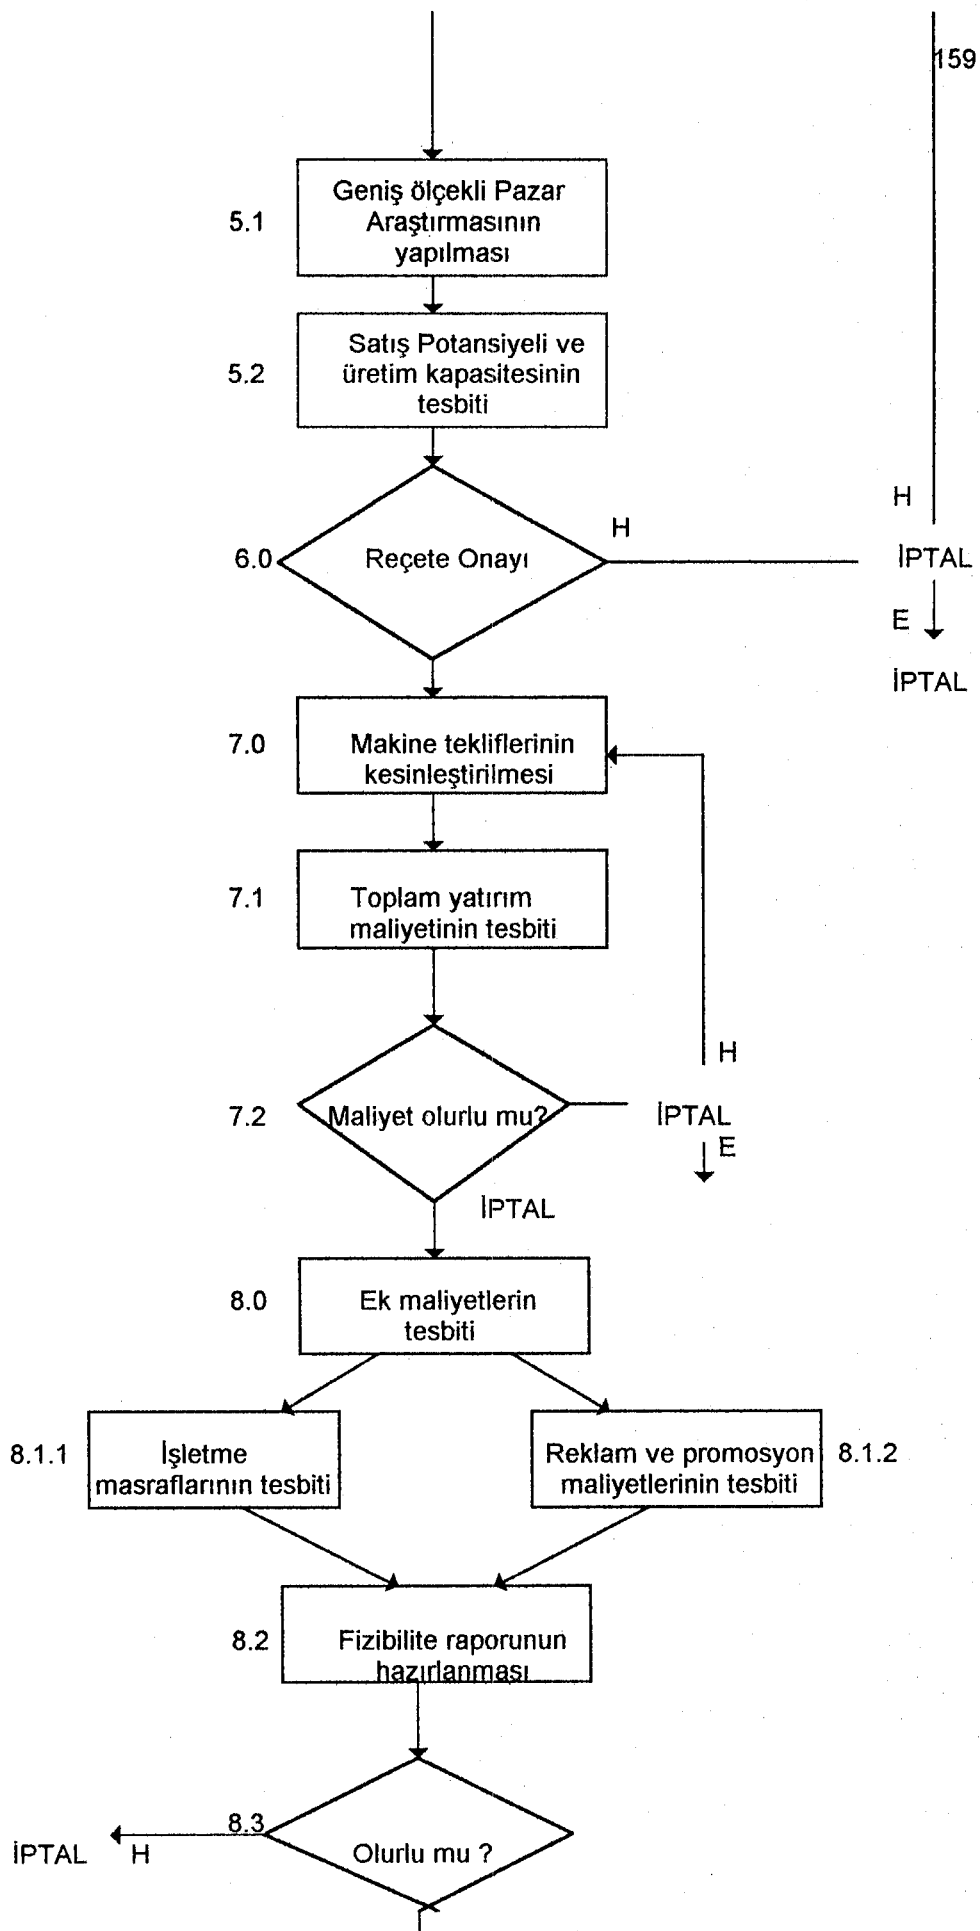 159
5.1
Geniş ölçekli Pazar
Araştırmasının
yapılması
5.2
Satış Potansiyeli ve
üretim kapasitesinin
tesbiti
H
H
6.0
Reçete Onayı
İPTAL
E
İPTAL
7.0
Makine tekliflerinin
kesinleştirilmesi
7.1
Toplam yatırım
maliyetinin tesbiti
H
7.2
Maliyet olurlu mu?
İPTAL
E
İPTAL
8.0
Ek maliyetlerin
tesbiti
8.1.1
İşletme
masraflarının tesbiti
Reklam ve promosyon
maliyetlerinin tesbiti
8.1.2
8.2
Fizibilite raporunun
hazırlanması
8.3
İPTAL
H
Olurlu mu ?